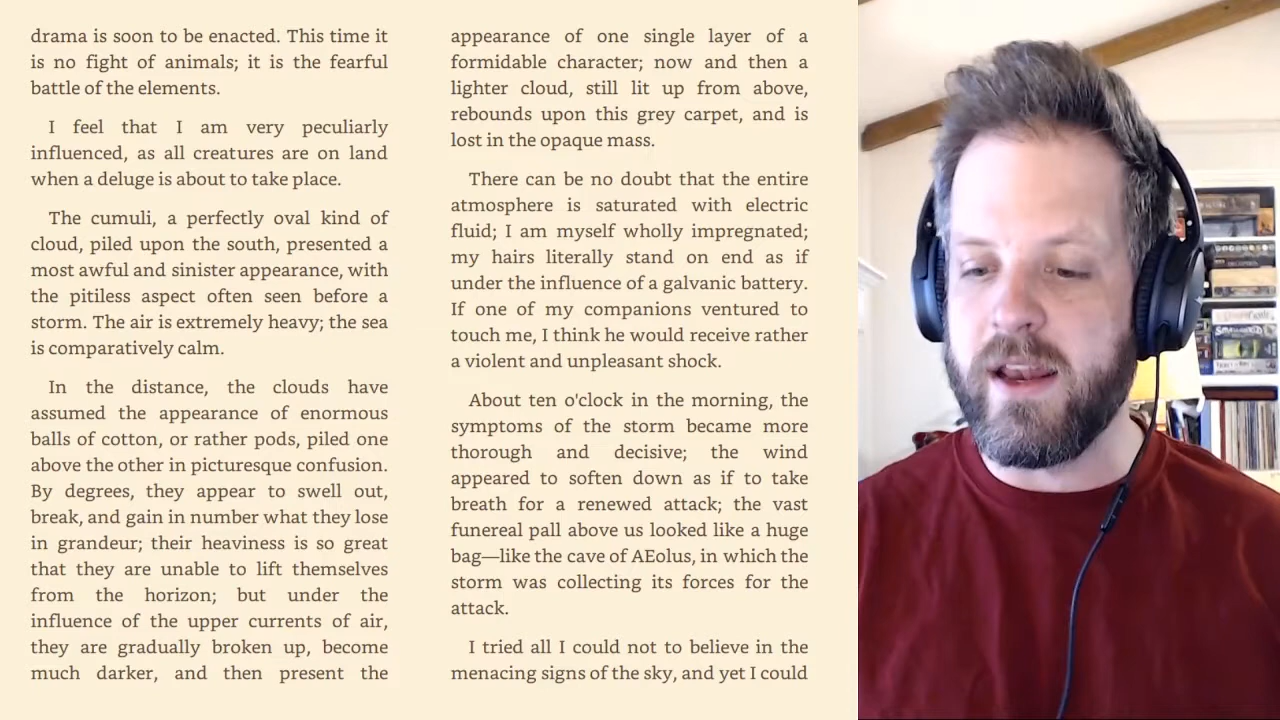 drama is soon to be enacted. This time it
is no fight of animals; it is the fearful
battle of the elements.
I feel that I am very peculiarly
influenced, as all creatures are on land
when a deluge is about to take place.
The cumuli, a perfectly oval kind of
cloud, piled upon the south, presented a
most awful and sinister appearance, with
the pitiless aspect often seen before a
storm. The air is extremely heavy; the sea
is comparatively calm.
In the distance, the clouds have
assumed the appearance of enormous
balls of cotton, or rather pods, piled one
above the other in picturesque confusion.
By degrees, they appear to swell out,
break, and gain in number what they lose
in grandeur; their heaviness is so great
that they are unable to lift themselves
from the horizon; but under the
influence of the upper currents of air,
they are gradually broken up, become
much darker, and then present the
appearance of one single layer of a
formidable character; now and then a
lighter cloud, still lit up from above,
rebounds upon this grey carpet, and is
lost in the opaque mass.
There can be no doubt that the entire
atmosphere is saturated with electric
fluid; I am myself wholly impregnated;
my hairs literally stand on end as if
under the influence of a galvanic battery.
If one of my companions ventured to
touch me, I think he would receive rather
a violent and unpleasant shock.
About ten o'clock in the morning, the
symptoms of the storm became more
thorough and decisive; the wind
appeared to soften down as if to take
breath for a renewed attack; the vast
funereal pall above us looked like a huge
bag—like the cave of AEolus, in which the
storm was collecting its forces for the
attack.
I tried all I could not to believe in the
menacing signs of the sky, and yet I could